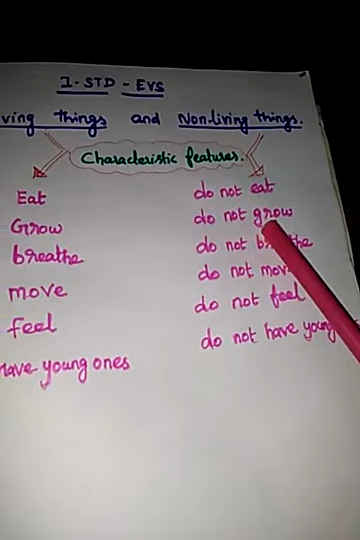 1 - STD - EVS
ving things and Non-living things.
Characteristic features.
Eat do not eat
Grow do not grow
breathe do not
move do not
feel do not feel
have young ones do not have